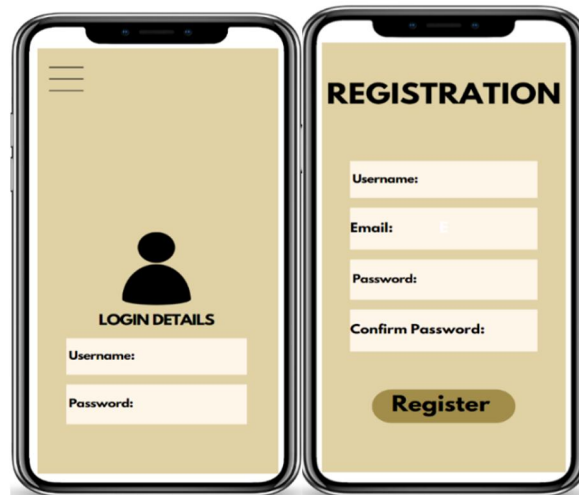 LOGIN DETAILS
Username:
Password:
REGISTRATION
Username:
Email:
E
Password:
Confirm Password:
Register